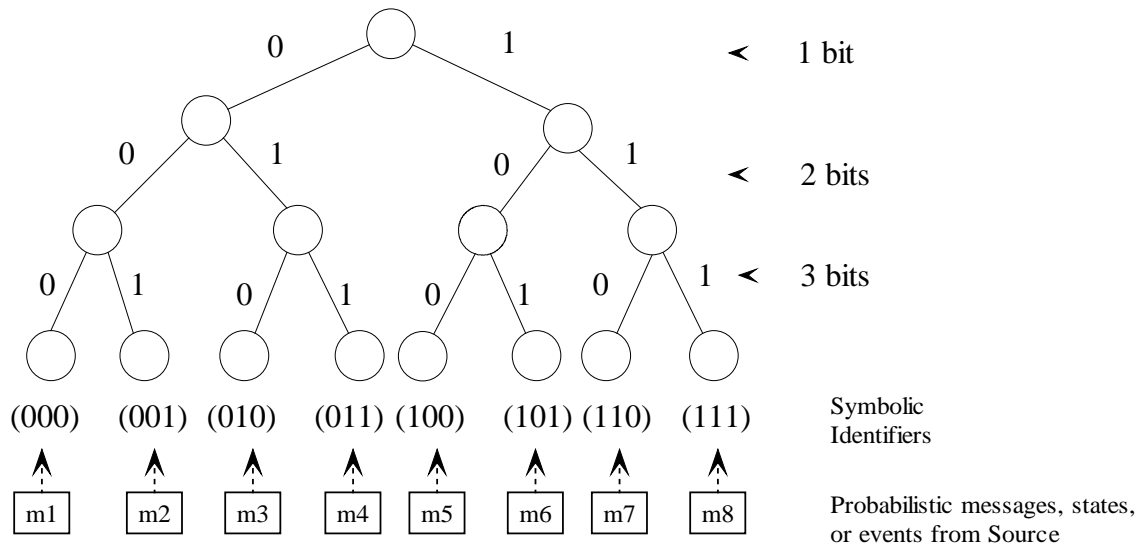 0 1 1 bit
0 1 0 1 2 bits
0 1 0 1 0 1 0 1 3 bits
(000) (001) (010) (011) (100) (101) (110) (111) Symbolic
Identifiers
m1 m2 m3 m4 m5 m6 m7 m8 Probabilistic messages, states,
or events from Source